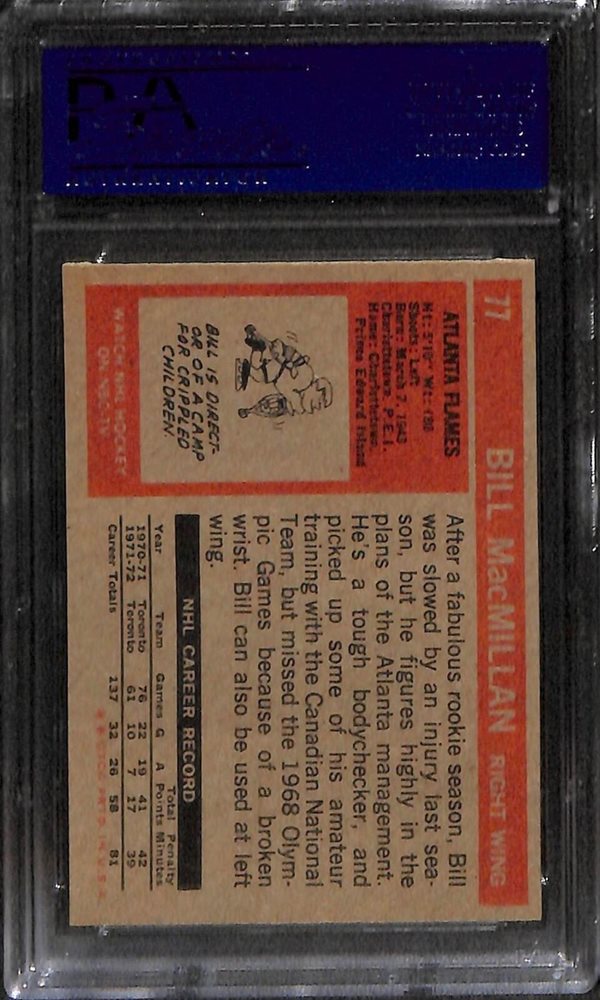 77 BILL MacMILLAN RIGHT WING
ATLANTA FLAMES
Ht: 5'10" Wt: 180
Shoots: Left
Born: March 7, 1943
Charlottetown, P.E.I.
Home: Charlottetown,
Prince Edward Island
BILL IS DIRECT-
OR OF A CAMP
FOR CRIPPLED
CHILDREN.
WATCH NHL HOCKEY
ON NBC-TV
After a fabulous rookie season, Bill
was slowed by an injury last sea-
son, but he figures highly in the
plans of the Atlanta management.
He's a tough bodychecker, and
picked up some of his amateur
training with the Canadian National
Team, but missed the 1968 Olym-
pic Games because of a broken
wrist. Bill can also be used at left
wing.
NHL CAREER RECORD
Total Penalty
Year Team Games G A Points Minutes
1970-71 Toronto 76 22 19 41 42
1971-72 Toronto 61 10 7 17 39
Career Totals 137 32 26 58 81